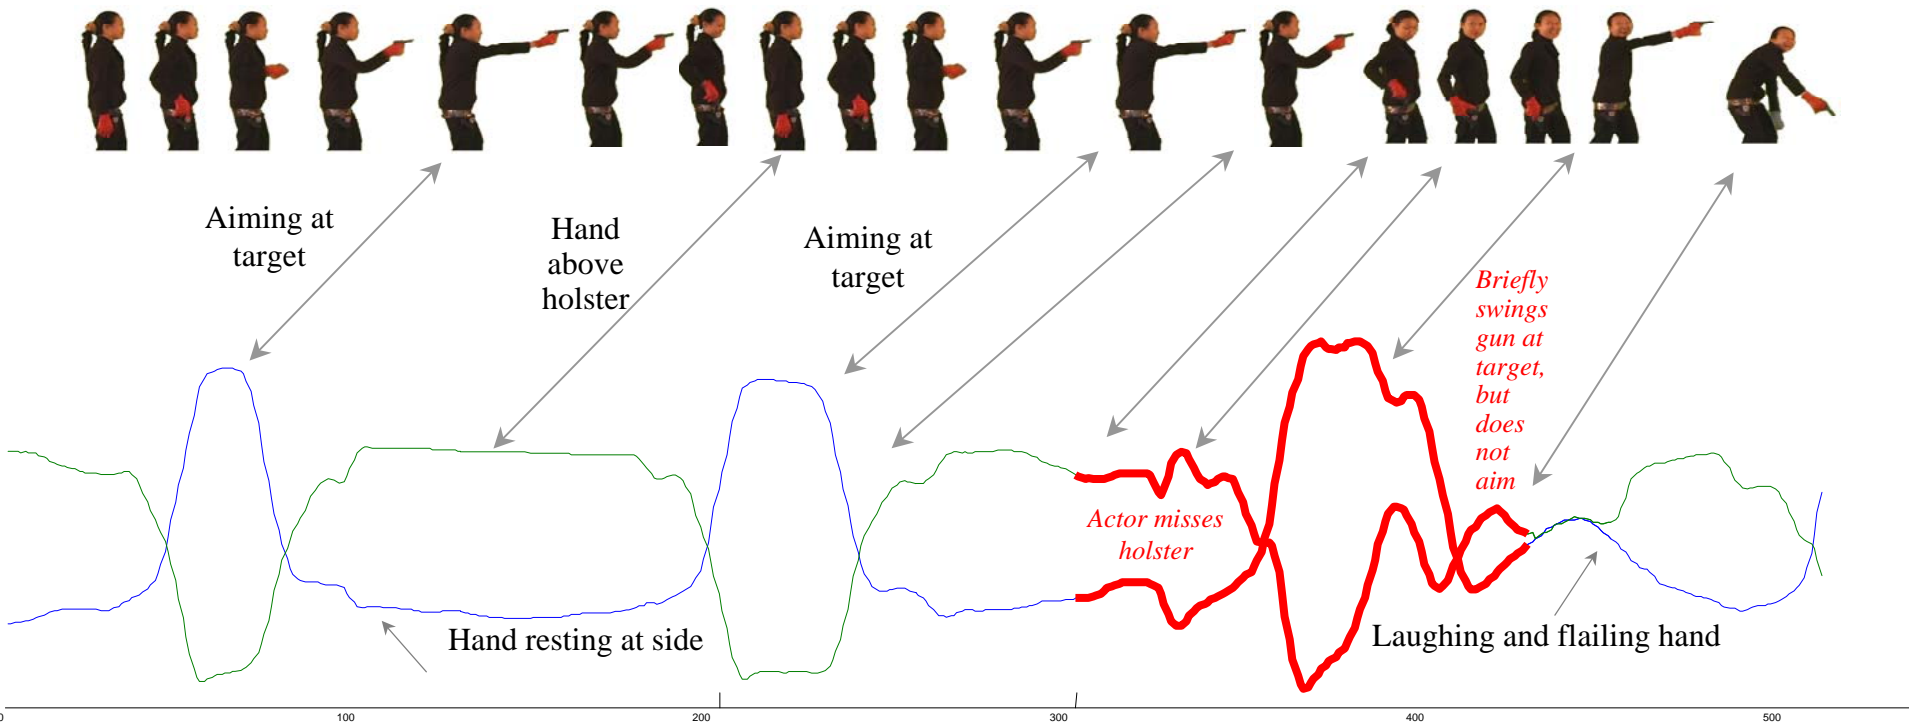 Aiming at
target
Hand
above
holster
Aiming at
target
Briefly
swings
gun at
target,
but
does
not
aim
Actor misses
holster
Hand resting at side
Laughing and flailing hand
0
100
200
300
400
500